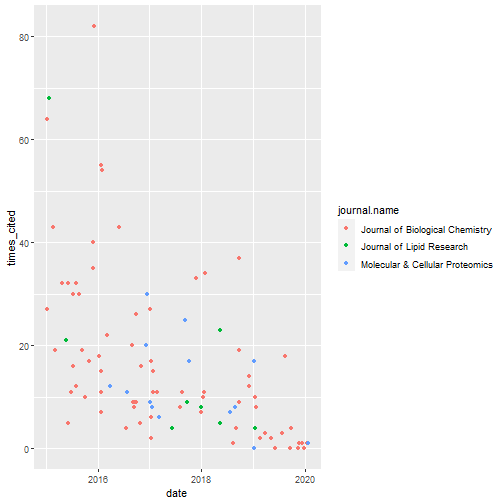 80
60
40
20
0
times_cited
2016
2018
2020
date
journal.name
Journal of Biological Chemistry
Journal of Lipid Research
Molecular & Cellular Proteomics